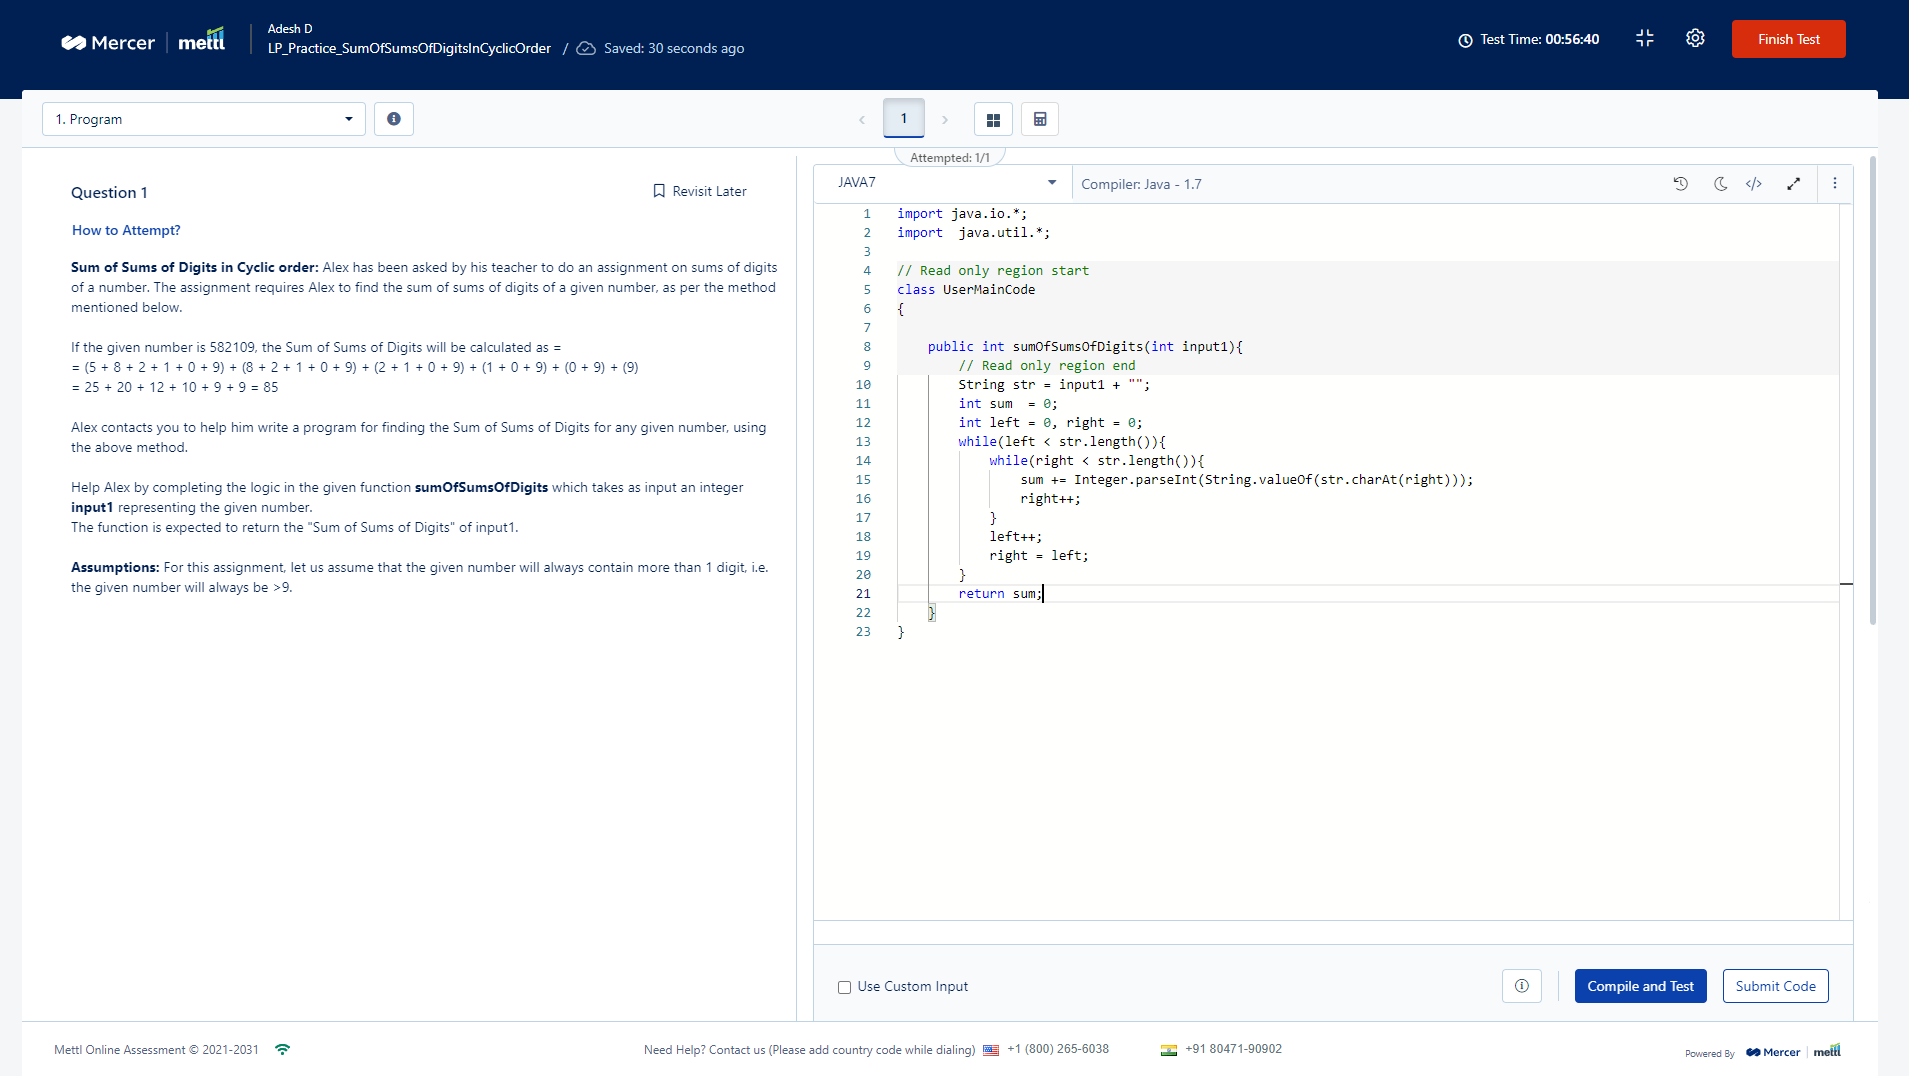 Mercer mettl
Adesh D
LP_Practice_SumOfSumsOfDigitsInCyclicOrder / Saved: 30 seconds ago
Test Time: 00:56:40
Finish Test
1. Program
1
Attempted: 1/1
Question 1
Revisit Later
How to Attempt?
Sum of Sums of Digits in Cyclic order: Alex has been asked by his teacher to do an assignment on sums of digits
of a number. The assignment requires Alex to find the sum of sums of digits of a given number, as per the method
mentioned below.
If the given number is 582109, the Sum of Sums of Digits will be calculated as =
= (5 + 8 + 2 + 1 + 0 + 9) + (8 + 2 + 1 + 0 + 9) + (2 + 1 + 0 + 9) + (1 + 0 + 9) + (0 + 9) + (9)
= 25 + 20 + 12 + 10 + 9 + 9 = 85
Alex contacts you to help him write a program for finding the Sum of Sums of Digits for any given number, using
the above method.
Help Alex by completing the logic in the given function sumOfSumsOfDigits which takes as input an integer
input1 representing the given number.
The function is expected to return the "Sum of Sums of Digits" of input1.
Assumptions: For this assignment, let us assume that the given number will always contain more than 1 digit, i.e.
the given number will always be >9.
JAVA7
Compiler: Java - 1.7
1 import java.io.*;
2 import  java.util.*;
3
4 // Read only region start
5 class UserMainCode
6 {
7
8     public int sumOfSumsOfDigits(int input1){
9         // Read only region end
10         String str = input1 + "";
11         int sum  = 0;
12         int left = 0, right = 0;
13         while(left < str.length()){
14             while(right < str.length()){
15                 sum += Integer.parseInt(String.valueOf(str.charAt(right)));
16                 right++;
17             }
18             left++;
19             right = left;
20         }
21         return sum;
22     }
23 }
Use Custom Input
Compile and Test
Submit Code
Mettl Online Assessment © 2021-2031
Need Help? Contact us (Please add country code while dialing) +1 (800) 265-6038 +91 80471-90902
Powered By Mercer mettl